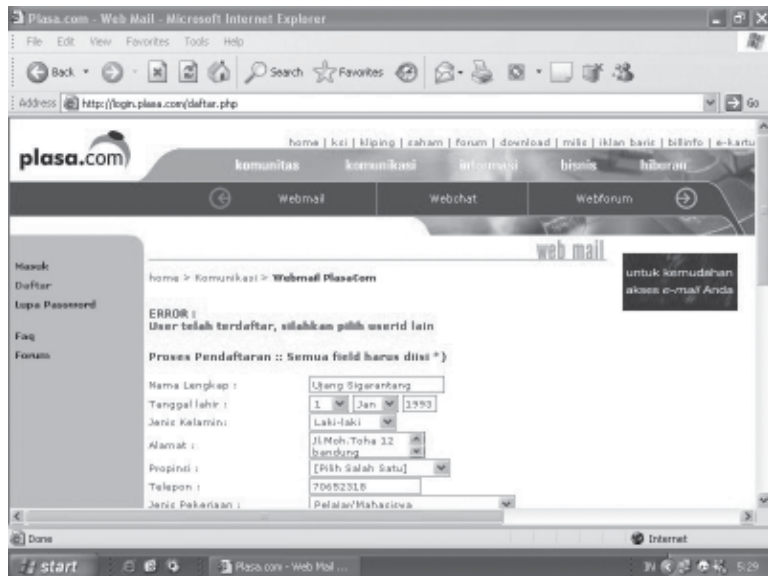 Plasa.com - Web Mail - Microsoft Internet Explorer
File Edit View Favorites Tools Help
Back Search Favorites
Address http://login.plasa.com/daftar.php Go
home | ksi | kliping | saham | forum | download | milis | iklan baris | billinfo | e-kartu
plasa.com
komunitas komunikasi informasi bisnis hiburan
Webmail Webchat Webforum
web mail
Masuk
Daftar
Lupa Password
Faq
Forum
home > Komunikasi > Webmail PlasaCom
untuk kemudahan
akses e-mail Anda
ERROR :
User telah terdaftar, silahkan pilih userid lain
Proses Pendaftaran :: Semua field harus diisi *)
Nama Lengkap : Ujang Sigarantang
Tanggal lahir : 1 Jan 1993
Jenis Kelamin: Laki-laki
Alamat : Jl.Moh.Toha 12
bandung
Propinsi : [Pilih Salah Satu]
Telepon : 70652318
Jenis Pekerjaan : Pelajar/Mahasiswa
Done Internet
start Plasa.com - Web Mail ... IN 5:29